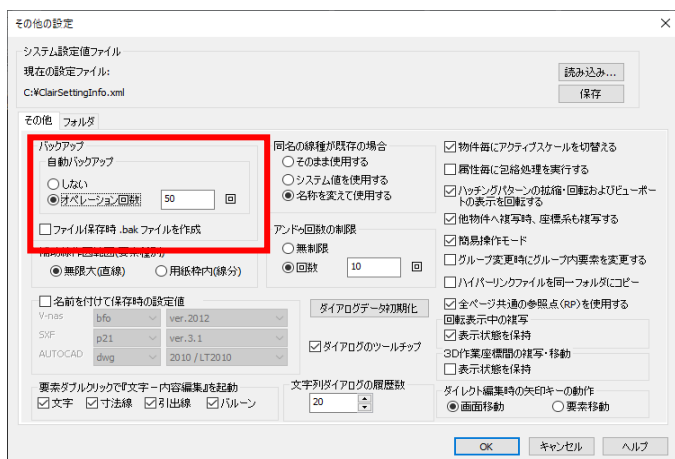 その他の設定
システム設定値ファイル
現在の設定ファイル:
読み込み...
C:¥ClairSettingInfo.xml
保存
その他 フォルダ
バックアップ
自動バックアップ
しない
オペレーション回数 50 回
ファイル保存時 .bak ファイルを作成
補助線作図範囲(要素種別)
無限大(直線) 用紙枠内(線分)
名前を付けて保存時の設定値
V-nas bfo ver.2012
SXF p21 ver.3.1
AUTOCAD dwg 2010 / LT2010
要素ダブルクリックで『文字－内容編集』を起動
文字 寸法線 引出線 バルーン
同名の線種が既存の場合
そのまま使用する
システム値を使用する
名称を変えて使用する
アンドゥ回数の制限
無制限
回数 10 回
ダイアログデータ初期化
ダイアログのツールチップ
文字列ダイアログの履歴数
20
物件毎にアクティブスケールを切替える
属性毎に包絡処理を実行する
ハッチングパターンの拡縮・回転およびビューポー
トの表示を回転する
他物件へ複写時、座標系も複写する
簡易操作モード
グループ変更時にグループ内要素を変更する
ハイパーリンクファイルを同一フォルダにコピー
全ページ共通の参照点(RP)を使用する
回転表示中の複写
表示状態を保持
3D作業座標間の複写・移動
表示状態を保持
ダイレクト編集時の矢印キーの動作
画面移動 要素移動
OK キャンセル ヘルプ